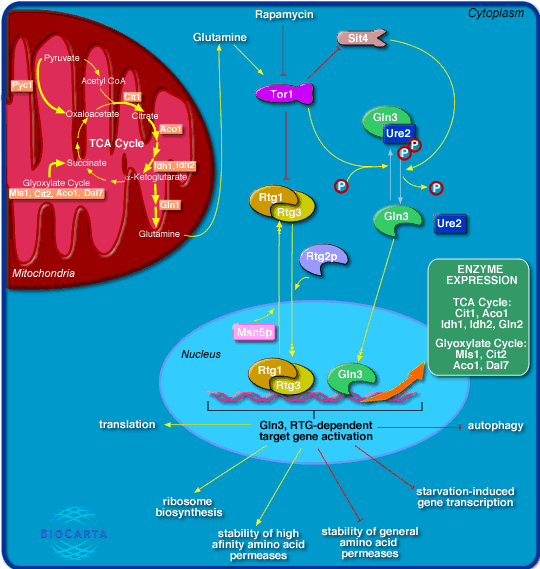 Cytoplasm
Rapamycin
Glutamine
Sit4
Tor1
Pyruvate
Pyc1
Acetyl CoA
Cit1
Oxaloacetate
Citrate
Aco1
TCA Cycle
Succinate
Idh1, Idh2
α-Ketoglutarate
Glyoxylate Cycle
Mls1, Cit2, Aco1, Dal7
Gln1
Glutamine
Mitochondria
Gln3
Ure2
P
P
P
P
Rtg1
Rtg3
Gln3
Ure2
Rtg2p
Msn5p
Nucleus
Rtg1
Rtg3
Gln3
ENZYME
EXPRESSION
TCA Cycle:
Cit1, Aco1
Idh1, Idh2, Gln2
Glyoxylate Cycle:
Mls1, Cit2
Aco1, Dal7
translation
Gln3, RTG-dependent
target gene activation
autophagy
ribosome
biosynthesis
stability of high
afinity amino acid
permeases
stability of general
amino acid
permeases
starvation-induced
gene transcription
BIOCARTA